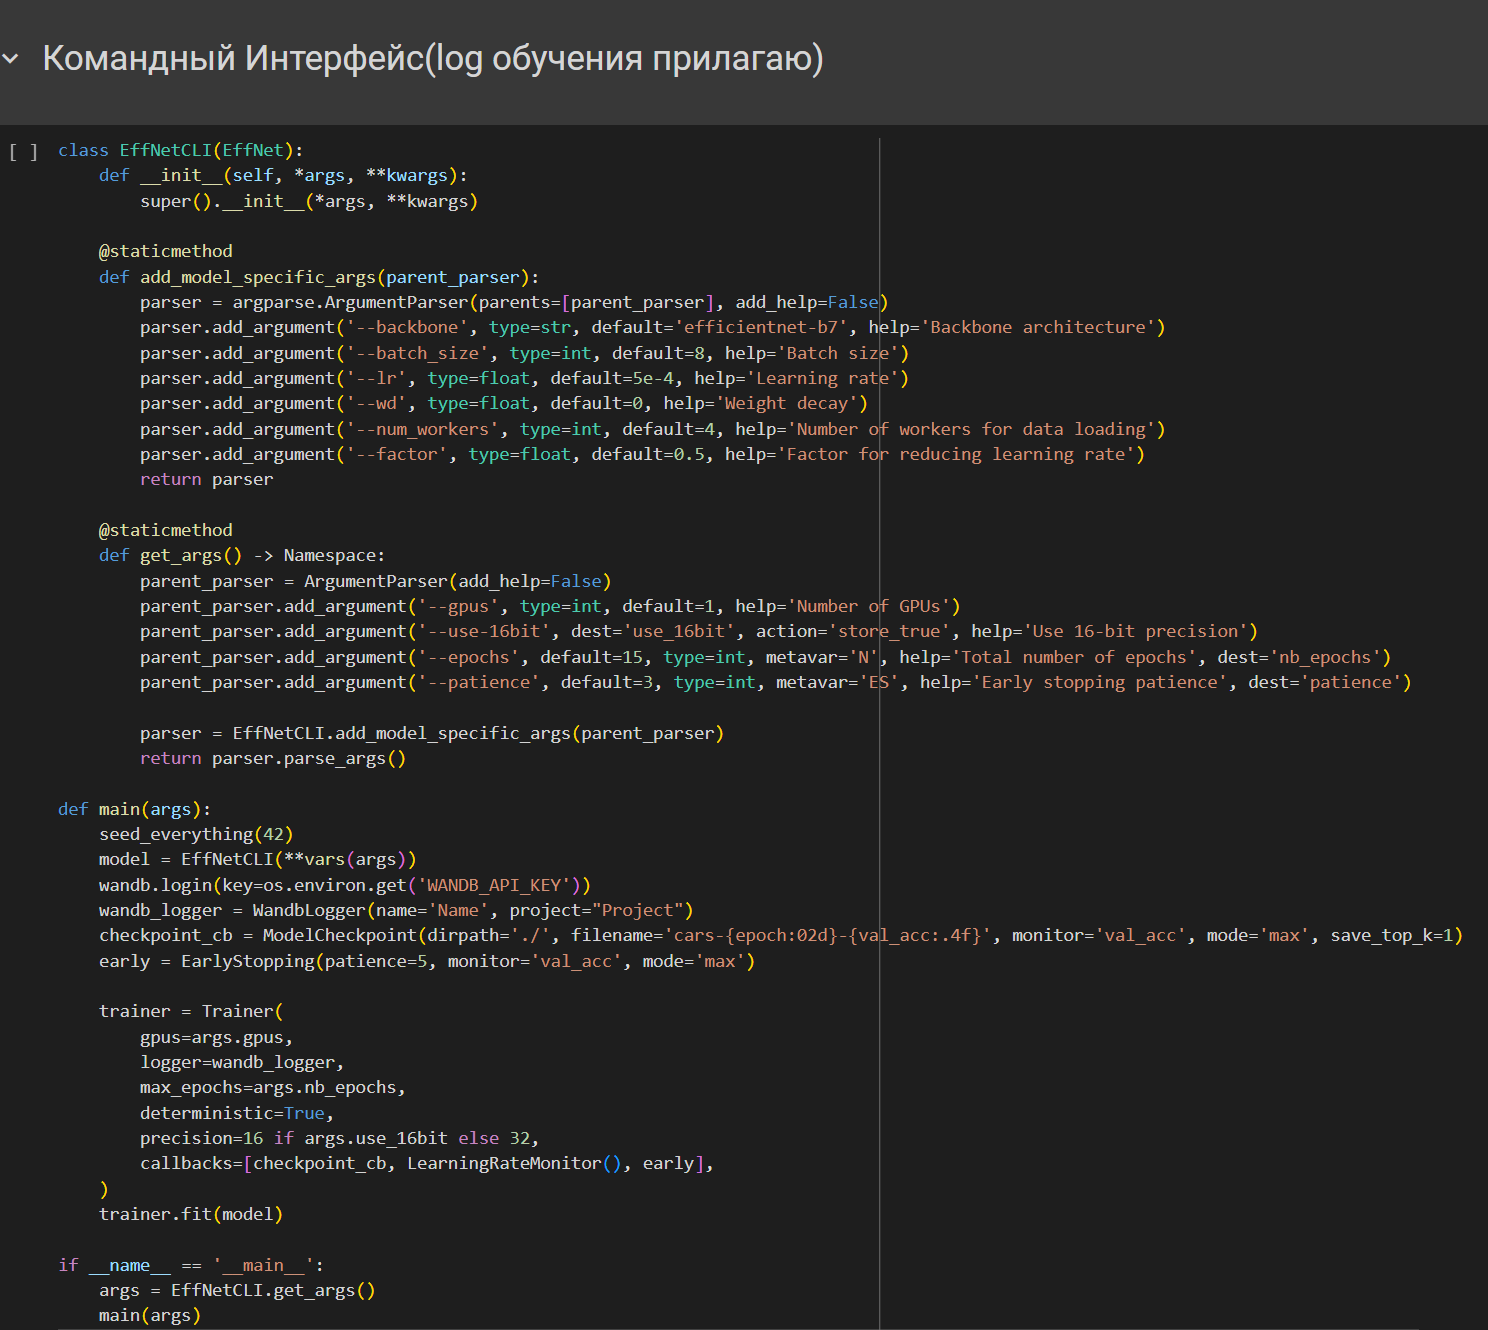 Командный Интерфейс(log обучения прилагаю)
[ ] class EffNetCLI(EffNet):
    def __init__(self, *args, **kwargs):
        super().__init__(*args, **kwargs)

    @staticmethod
    def add_model_specific_args(parent_parser):
        parser = argparse.ArgumentParser(parents=[parent_parser], add_help=False)
        parser.add_argument('--backbone', type=str, default='efficientnet-b7', help='Backbone architecture')
        parser.add_argument('--batch_size', type=int, default=8, help='Batch size')
        parser.add_argument('--lr', type=float, default=5e-4, help='Learning rate')
        parser.add_argument('--wd', type=float, default=0, help='Weight decay')
        parser.add_argument('--num_workers', type=int, default=4, help='Number of workers for data loading')
        parser.add_argument('--factor', type=float, default=0.5, help='Factor for reducing learning rate')
        return parser

    @staticmethod
    def get_args() -> Namespace:
        parent_parser = ArgumentParser(add_help=False)
        parent_parser.add_argument('--gpus', type=int, default=1, help='Number of GPUs')
        parent_parser.add_argument('--use-16bit', dest='use_16bit', action='store_true', help='Use 16-bit precision')
        parent_parser.add_argument('--epochs', default=15, type=int, metavar='N', help='Total number of epochs', dest='nb_epochs')
        parent_parser.add_argument('--patience', default=3, type=int, metavar='ES', help='Early stopping patience', dest='patience')

        parser = EffNetCLI.add_model_specific_args(parent_parser)
        return parser.parse_args()

def main(args):
    seed_everything(42)
    model = EffNetCLI(**vars(args))
    wandb.login(key=os.environ.get('WANDB_API_KEY'))
    wandb_logger = WandbLogger(name='Name', project="Project")
    checkpoint_cb = ModelCheckpoint(dirpath='./', filename='cars-{epoch:02d}-{val_acc:.4f}', monitor='val_acc', mode='max', save_top_k=1)
    early = EarlyStopping(patience=5, monitor='val_acc', mode='max')

    trainer = Trainer(
        gpus=args.gpus,
        logger=wandb_logger,
        max_epochs=args.nb_epochs,
        deterministic=True,
        precision=16 if args.use_16bit else 32,
        callbacks=[checkpoint_cb, LearningRateMonitor(), early],
    )
    trainer.fit(model)

if __name__ == '__main__':
    args = EffNetCLI.get_args()
    main(args)